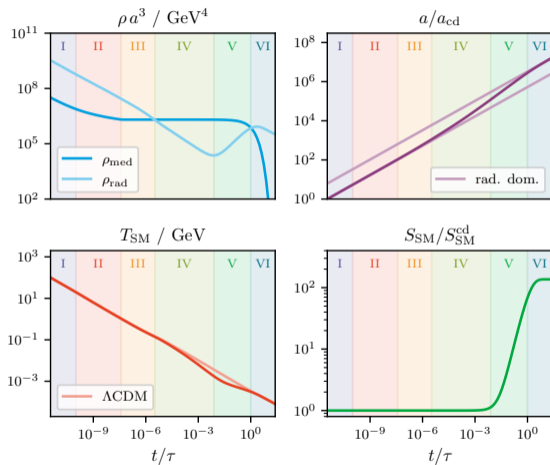 ρ a³ / GeV⁴
a/a_cd
10¹¹
10⁸
10⁵
10²
I II III IV V VI
ρ_med
ρ_rad
10⁸
10⁶
10⁴
10²
10⁰
I II III IV V VI
rad. dom.
T_SM / GeV
S_SM/S_SM^cd
10³
10¹
10⁻¹
10⁻³
I II III IV V VI
ΛCDM
10⁻⁹ 10⁻⁶ 10⁻³ 10⁰
t/τ
10²
10¹
10⁰
I II III IV V VI
10⁻⁹ 10⁻⁶ 10⁻³ 10⁰
t/τ